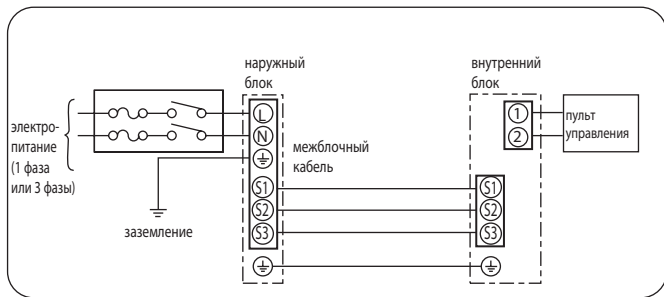 наружный
блок
внутренний
блок
электро-
питание
(1 фаза
или 3 фазы)
L
N
заземление
межблочный
кабель
S1
S2
S3
1
2
пульт
управления
S1
S2
S3